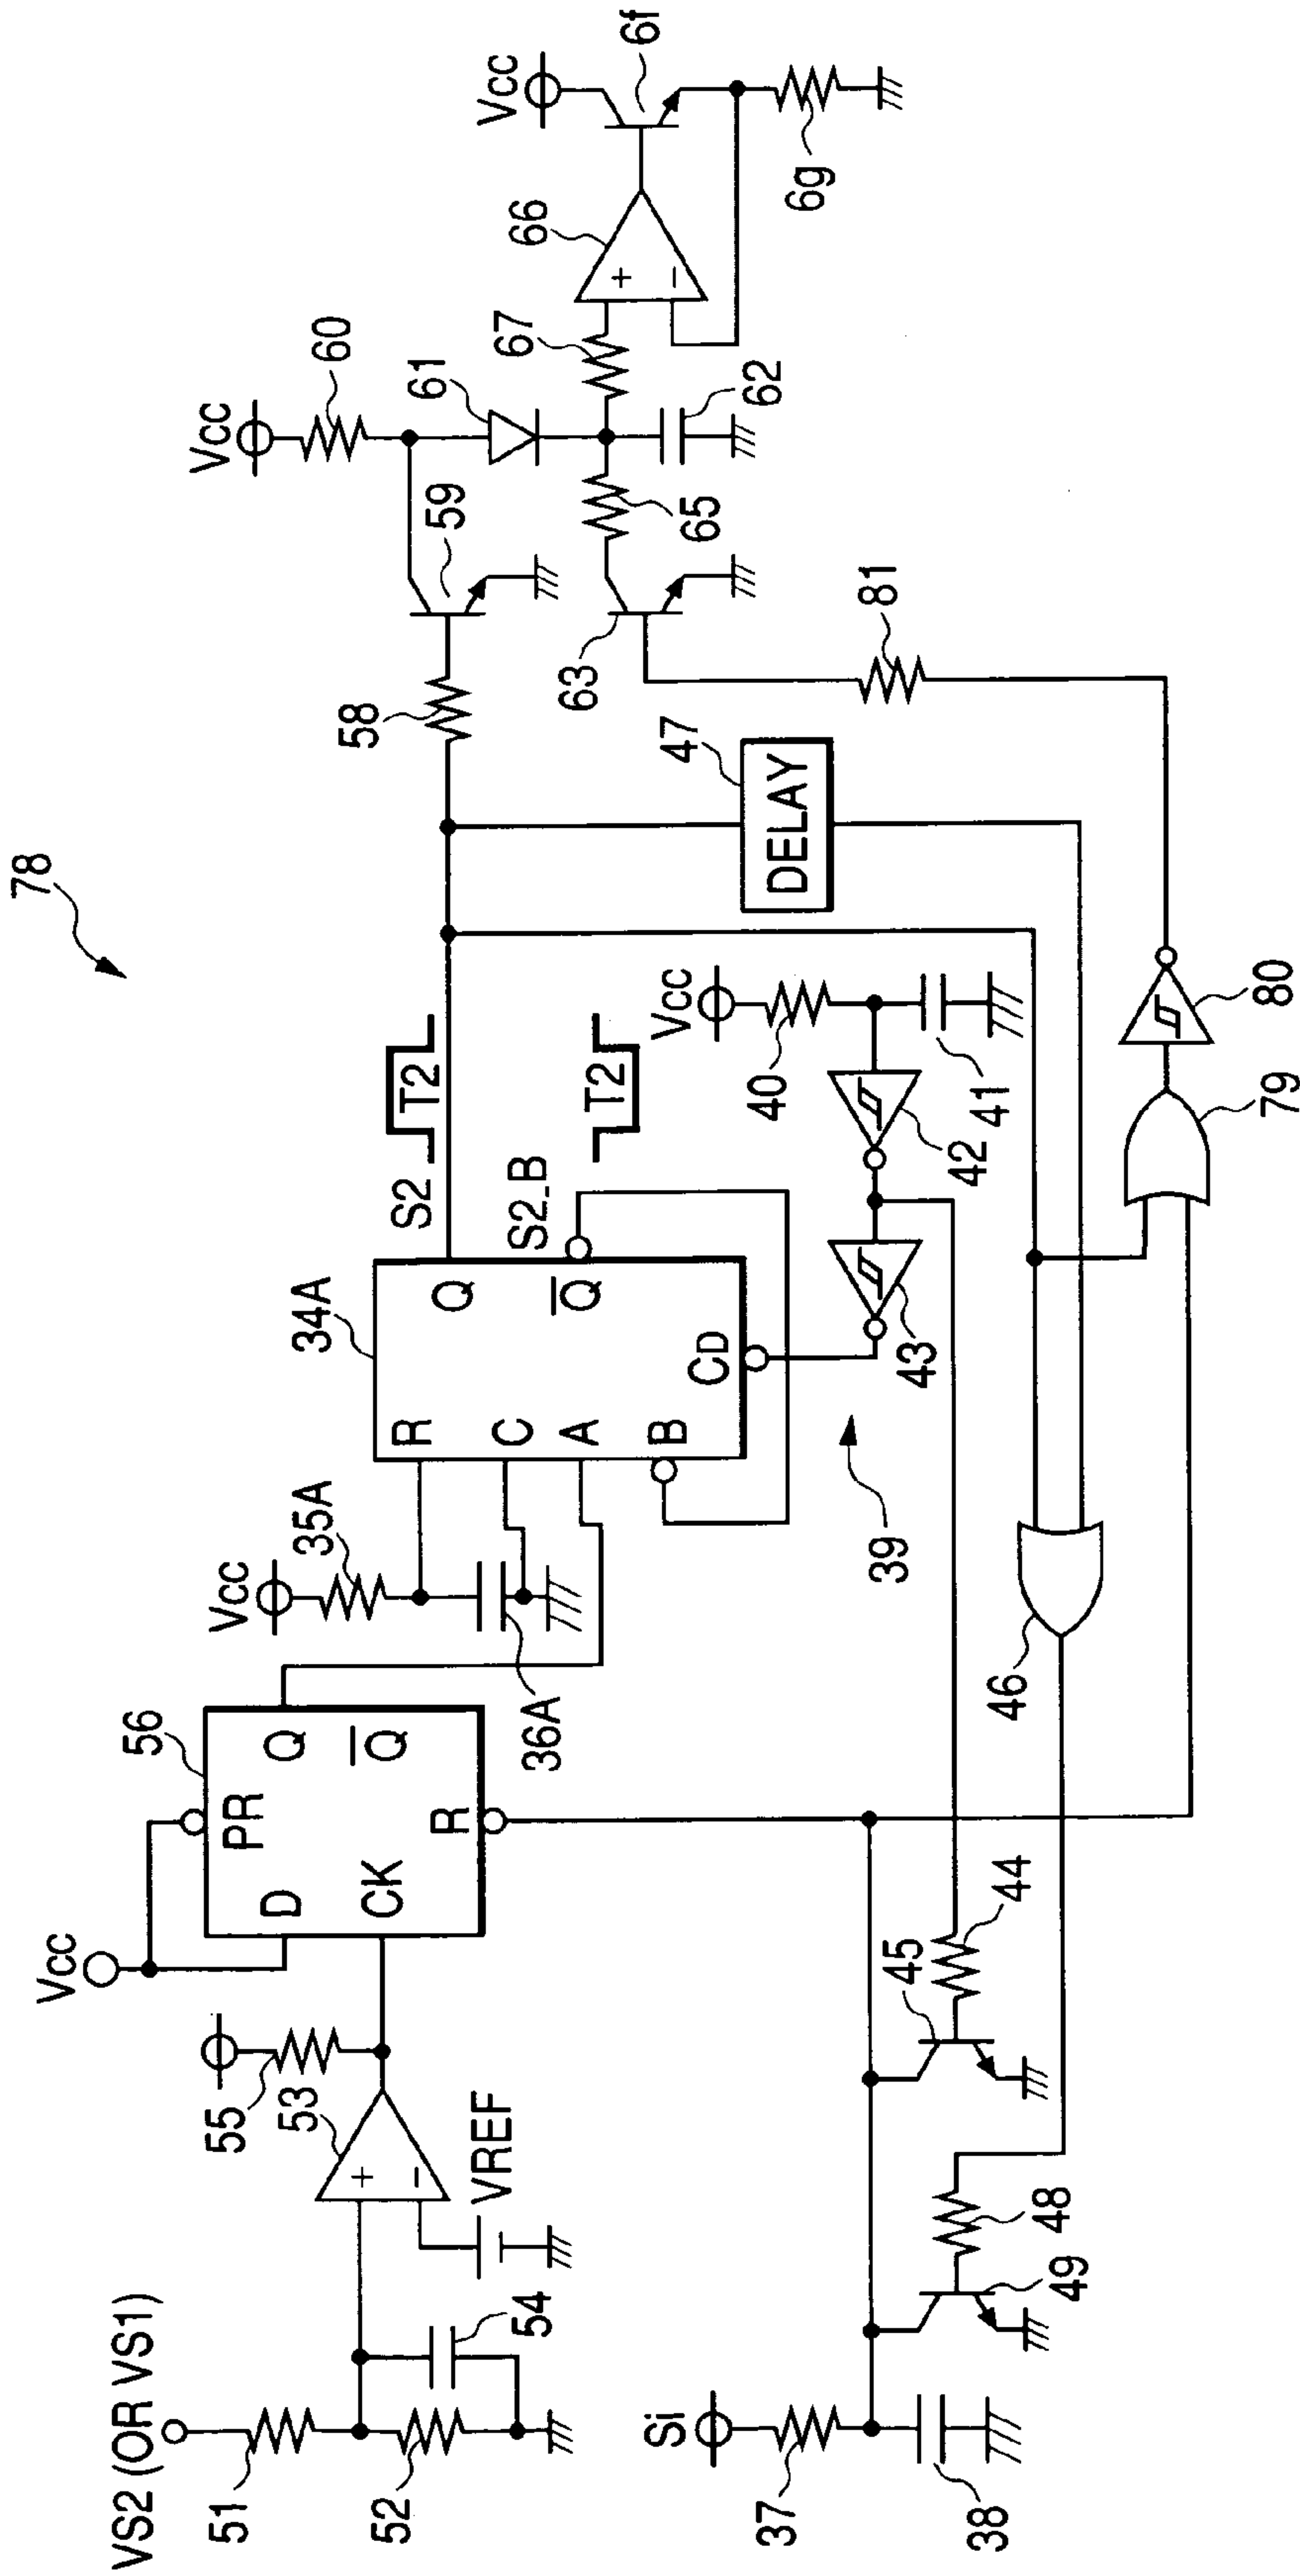 78
VS2 (OR VS1)
51
52
54
55
53
+
−
VREF
VCC
56
PR
D
CK
Q
Q
R
VCC
35A
36A
34A
R
C
A
B
Q
Q
CD
S2
T2
S2_B
T2
39
VCC
40
41
42
43
58
59
VCC
60
61
62
63
65
67
66
+
−
VCC
6f
6g
47
DELAY
81
80
79
46
Si
37
38
45
44
48
49